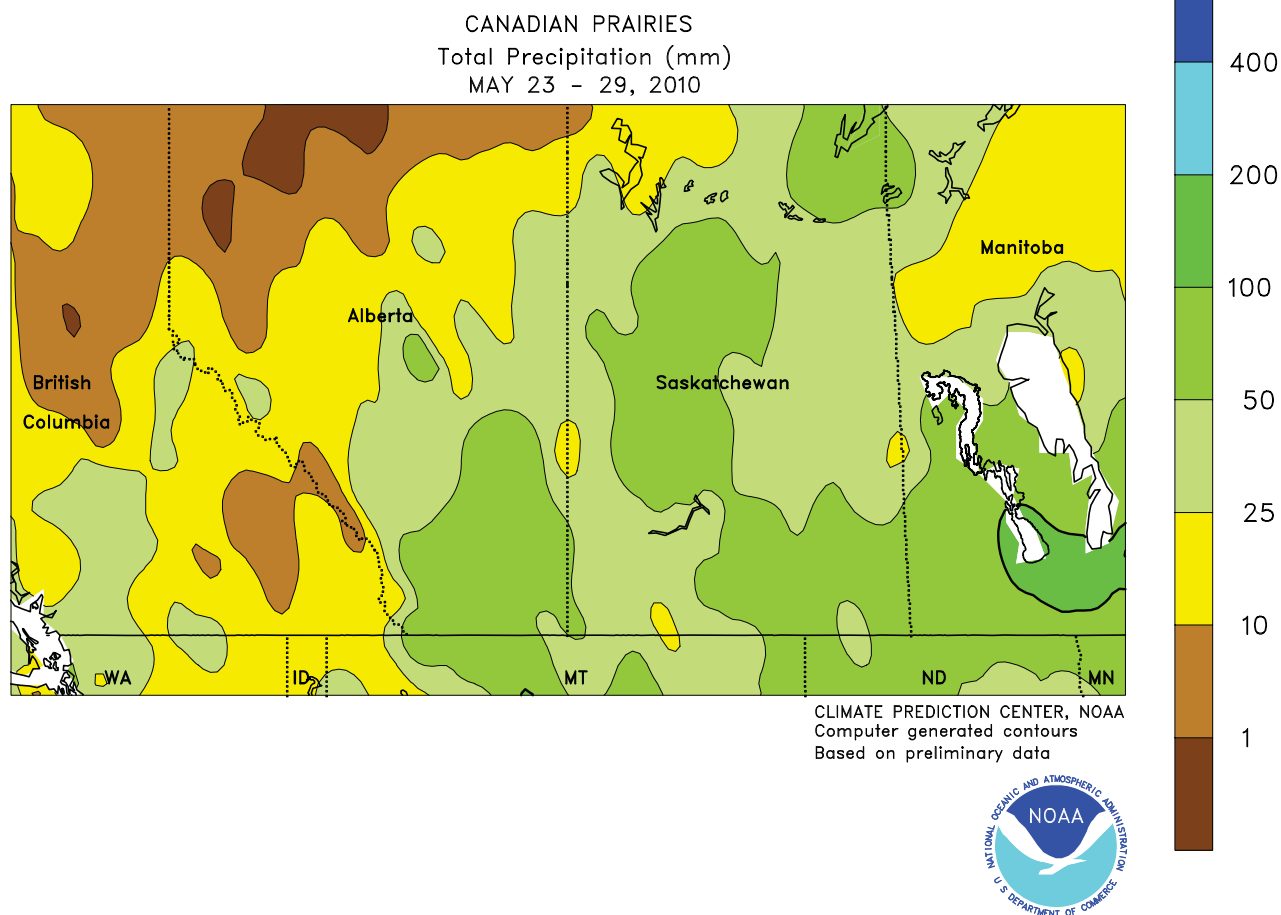 CANADIAN PRAIRIES
Total Precipitation (mm)
MAY 23 - 29, 2010
400
200
100
50
25
10
1
Manitoba
Alberta
Saskatchewan
British
Columbia
WA
ID
MT
ND
MN
CLIMATE PREDICTION CENTER, NOAA
Computer generated contours
Based on preliminary data
NATIONAL OCEANIC AND ATMOSPHERIC ADMINISTRATION
NOAA
U S DEPARTMENT OF COMMERCE